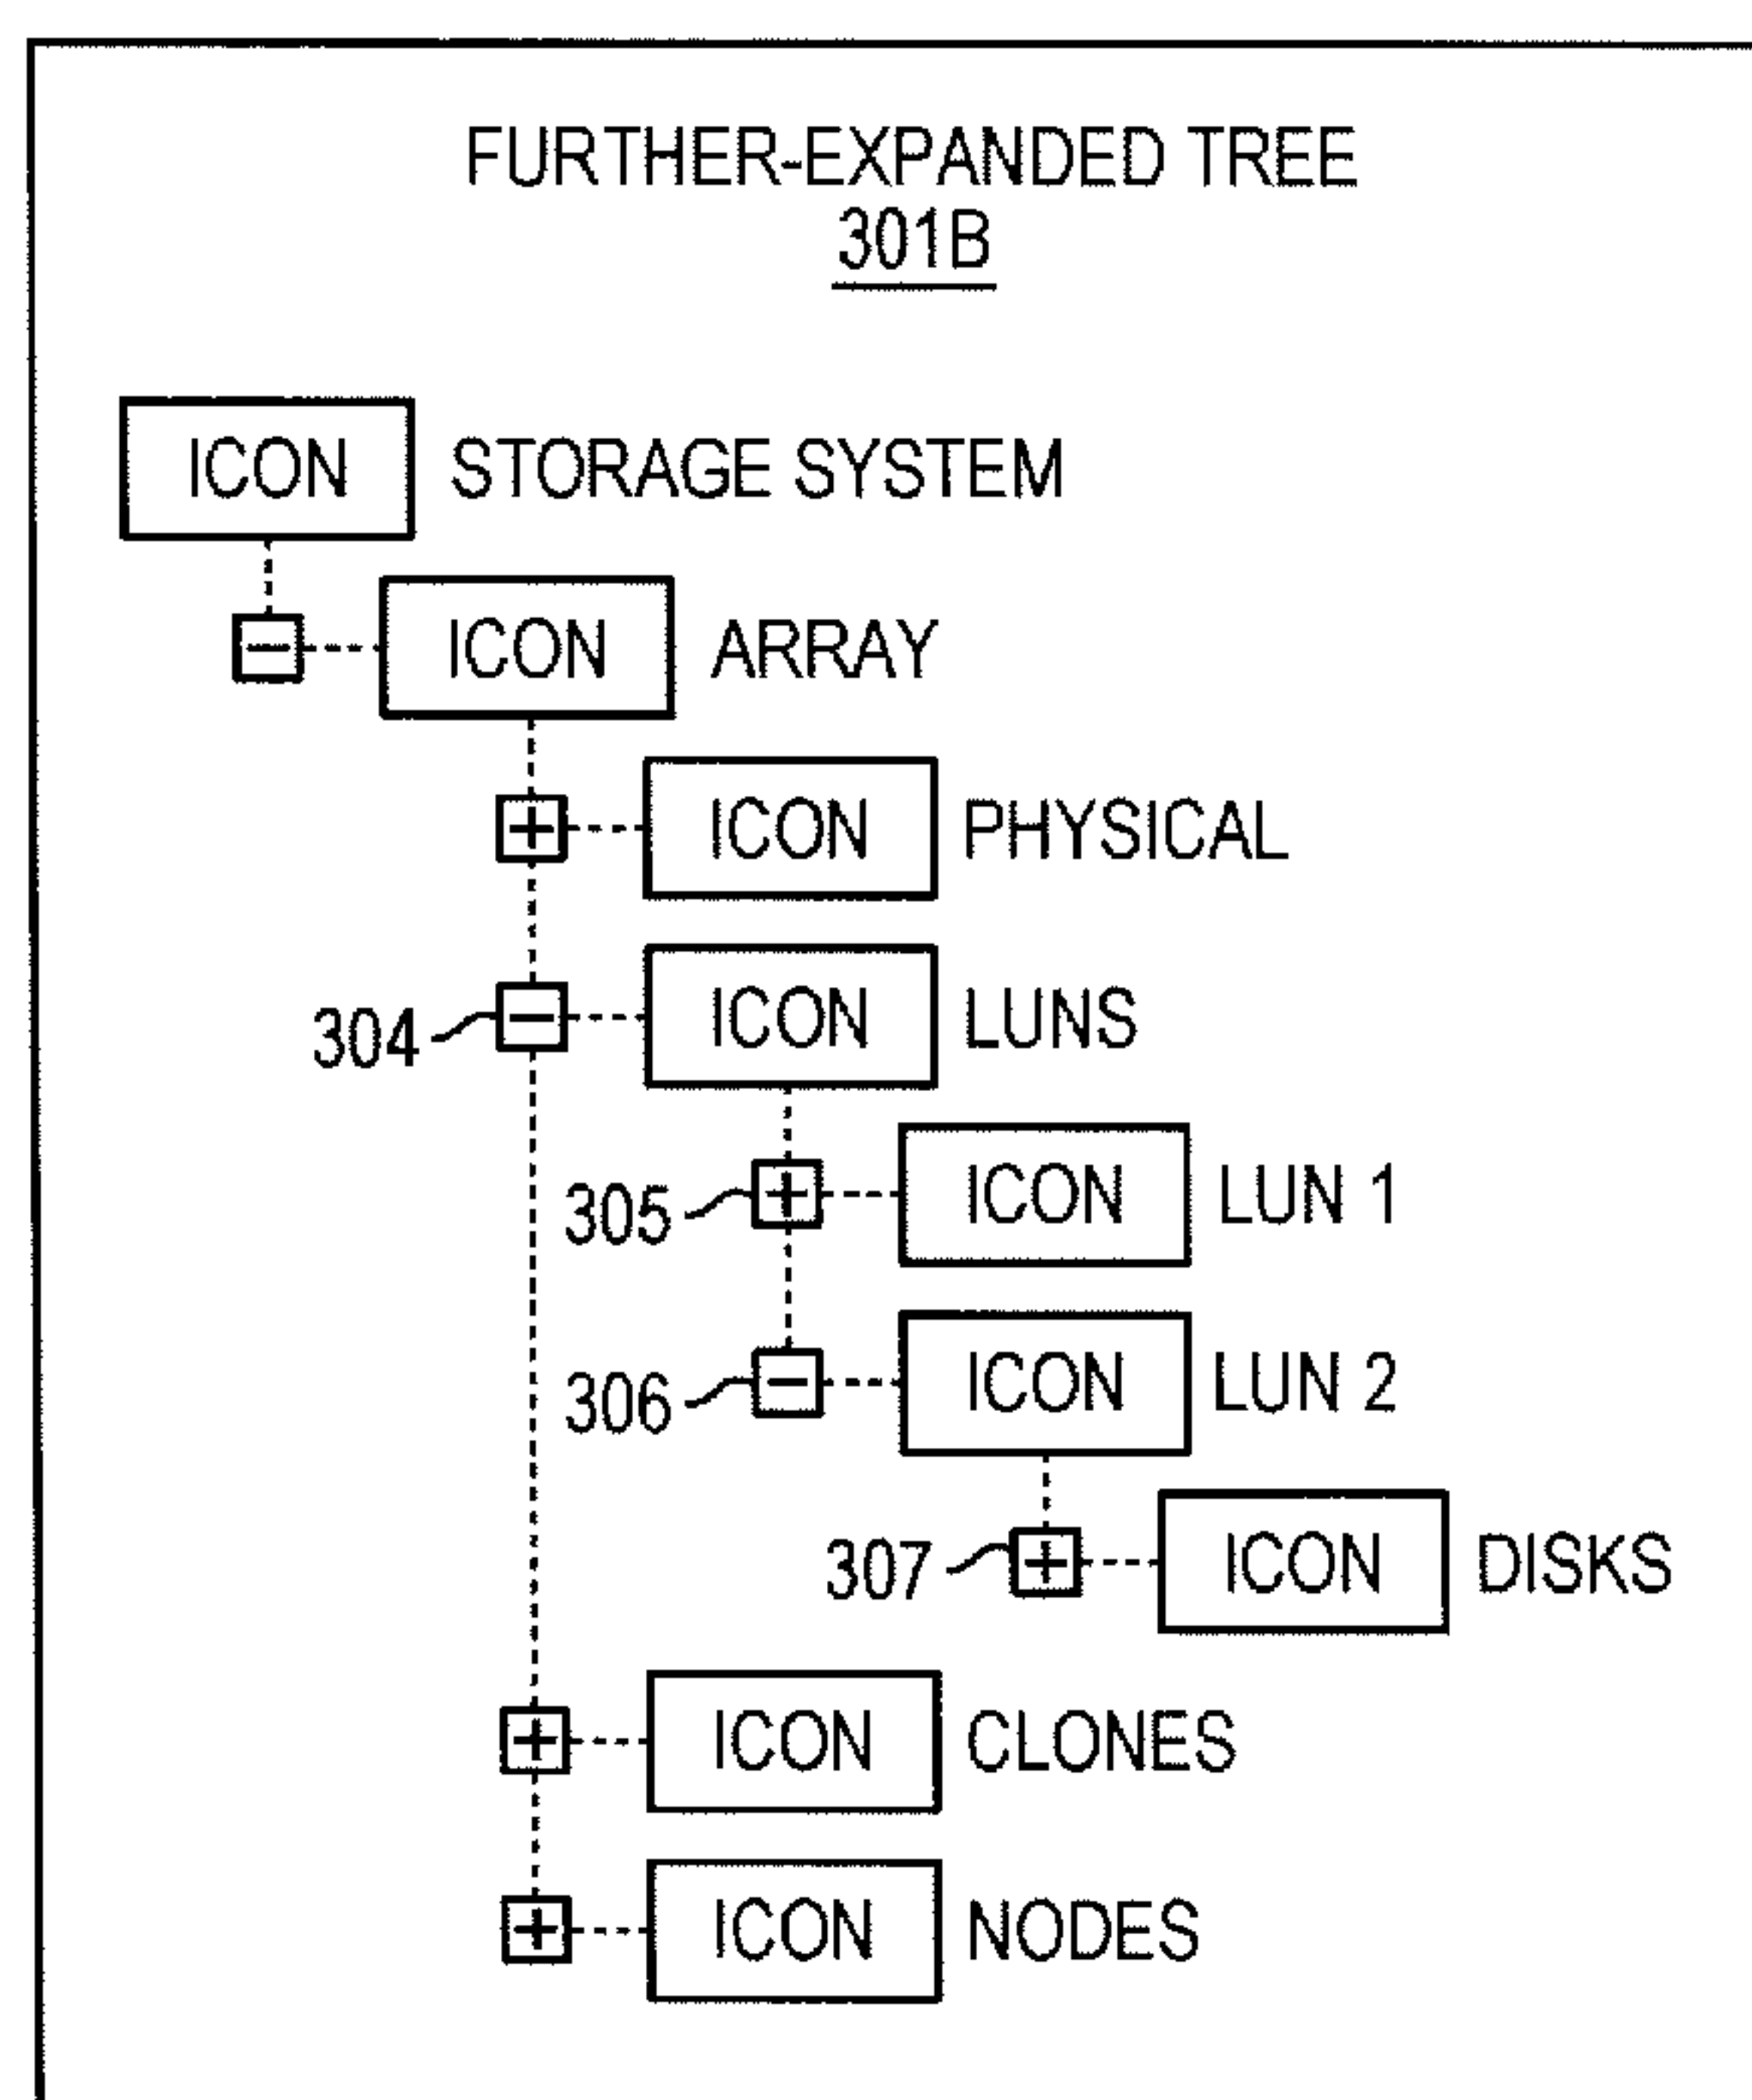 FURTHER-EXPANDED TREE
301B
ICON STORAGE SYSTEM
ICON ARRAY
ICON PHYSICAL
304 ICON LUNS
305 ICON LUN 1
306 ICON LUN 2
307 ICON DISKS
ICON CLONES
ICON NODES